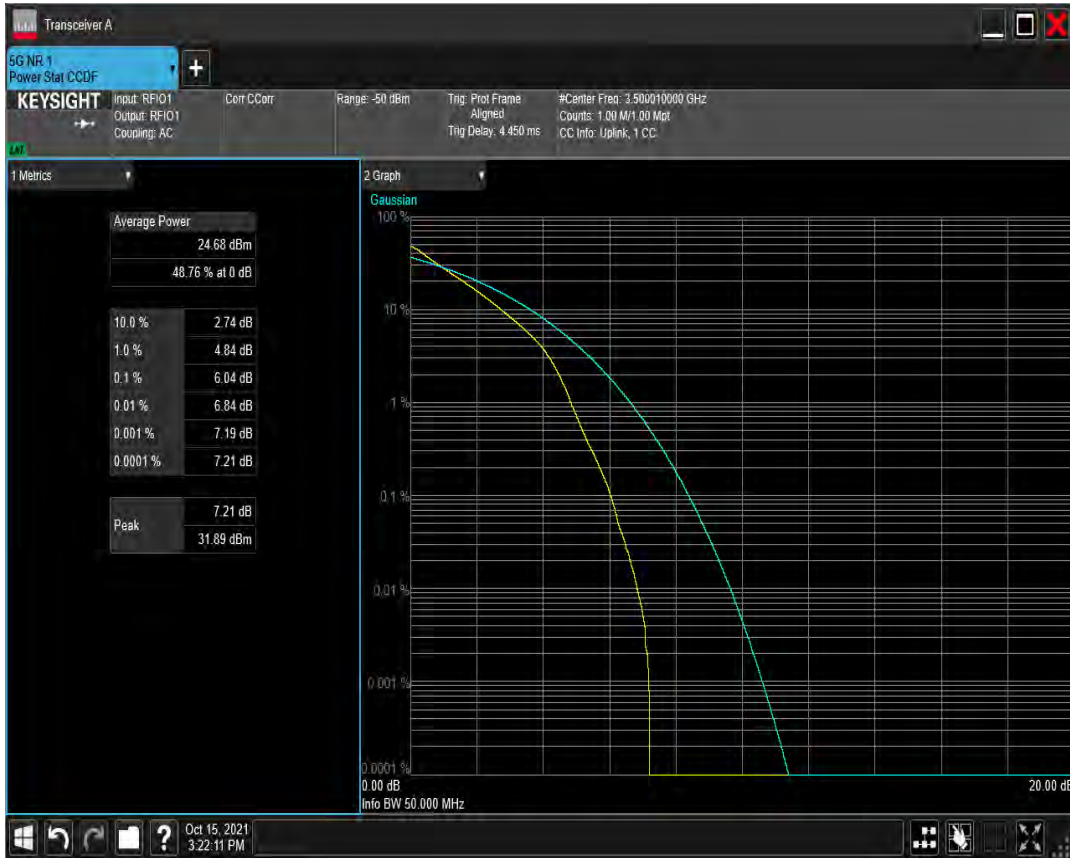 Transceiver A
5G NR 1
Power Stat CCDF
+
KEYSIGHT
Input: RFIO1
Output: RFIO1
Coupling: AC
Corr CCorr
Range: -50 dBm
Trig: Prot Frame
Aligned
Trig Delay: 4.450 ms
#Center Freq: 3.500010000 GHz
Counts: 1.00 M/1.00 Mpt
CC Info: Uplink, 1 CC
1 Metrics
Average Power
24.68 dBm
48.76 % at 0 dB
10.0 % 2.74 dB
1.0 % 4.84 dB
0.1 % 6.04 dB
0.01 % 6.84 dB
0.001 % 7.19 dB
0.0001 % 7.21 dB
Peak
7.21 dB
31.89 dBm
2 Graph
Gaussian
100 %
10 %
1 %
0.1 %
0.01 %
0.001 %
0.0001 %
0.00 dB
20.00 dB
Info BW 50.000 MHz
?
Oct 15, 2021
3:22:11 PM